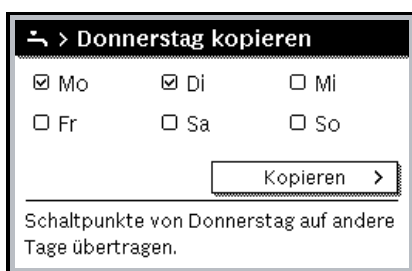 > Donnerstag kopieren
Mo Di Mi
Fr Sa So
Kopieren >
Schaltpunkte von Donnerstag auf andere
Tage übertragen.